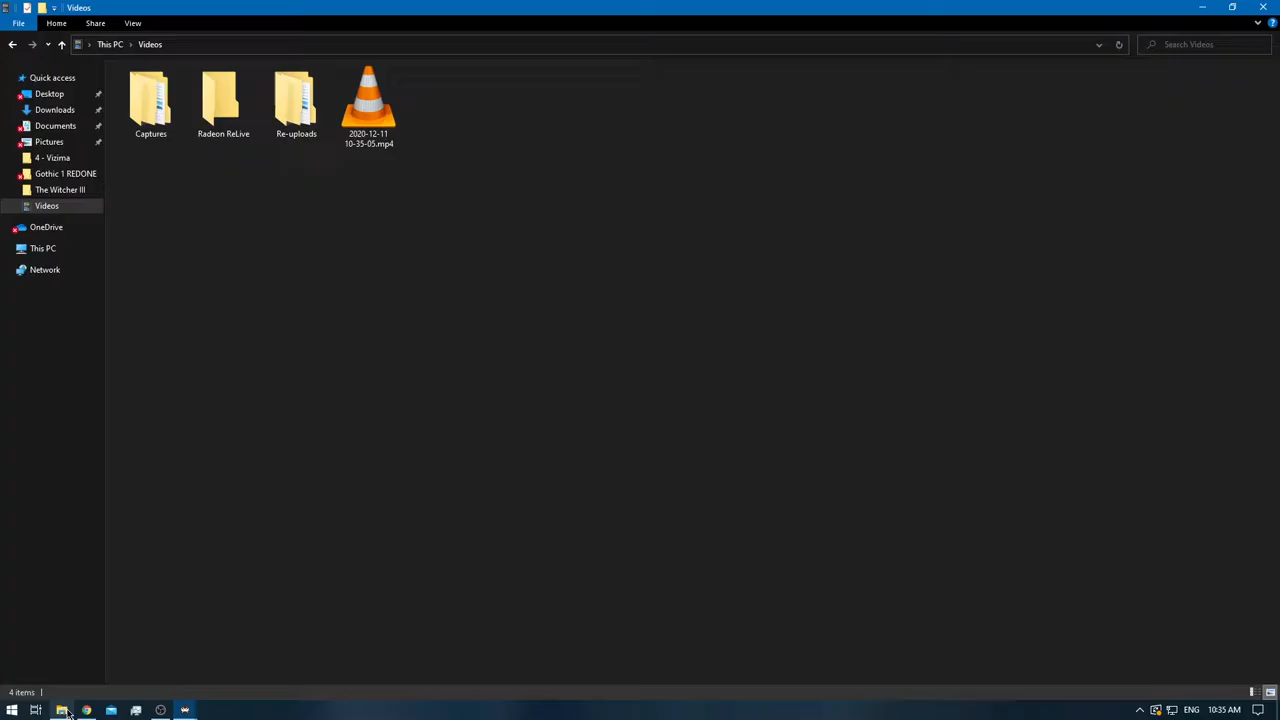 Videos
File Home Share View
This PC Videos
Search Videos
Quick access
Desktop
Downloads
Documents
Pictures
4 - Vizima
Gothic 1 REDONE
The Witcher III
Videos
OneDrive
This PC
Network
Captures
Radeon ReLive
Re-uploads
2020-12-11
10-35-05.mp4
4 items
ENG 10:35 AM